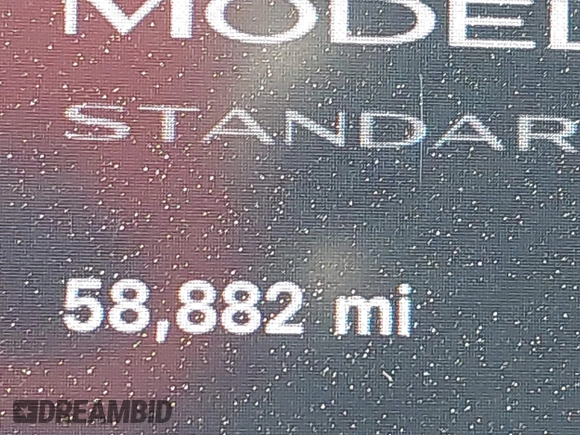 MODEL
STANDAR
58,882 mi
DREAMBID